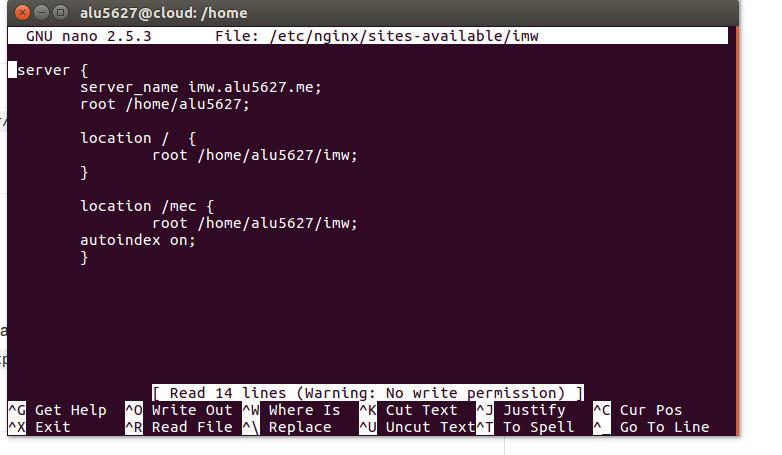 alu5627@cloud: /home
GNU nano 2.5.3 File: /etc/nginx/sites-available/imw
server {
server_name imw.alu5627.me;
root /home/alu5627;
location /  {
root /home/alu5627/imw;
}
location /mec {
root /home/alu5627/imw;
autoindex on;
}
[ Read 14 lines (Warning: No write permission) ]
^G Get Help ^O Write Out ^W Where Is ^K Cut Text ^J Justify ^C Cur Pos
^X Exit ^R Read File ^\ Replace ^U Uncut Text ^T To Spell ^_ Go To Line